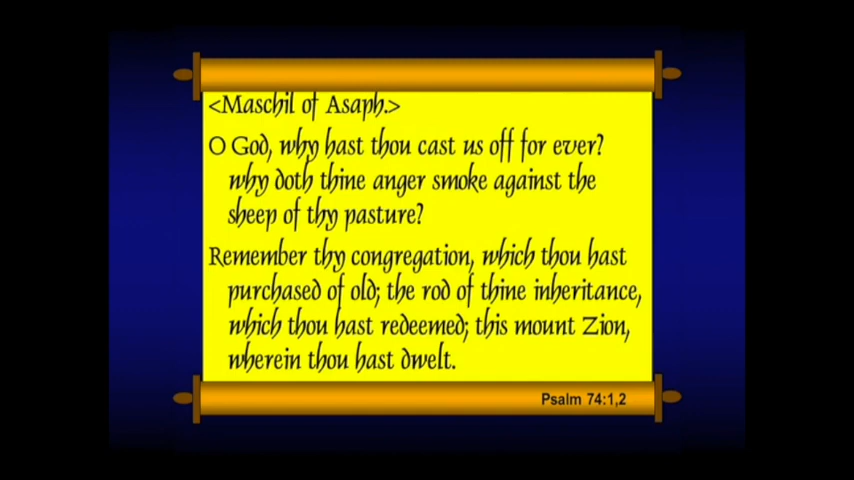 <Maschil of Asaph.>
O God, why hast thou cast us off for ever?
why doth thine anger smoke against the
sheep of thy pasture?
Remember thy congregation, which thou hast
purchased of old; the rod of thine inheritance,
which thou hast redeemed; this mount Zion,
wherein thou hast dwelt.
Psalm 74:1,2